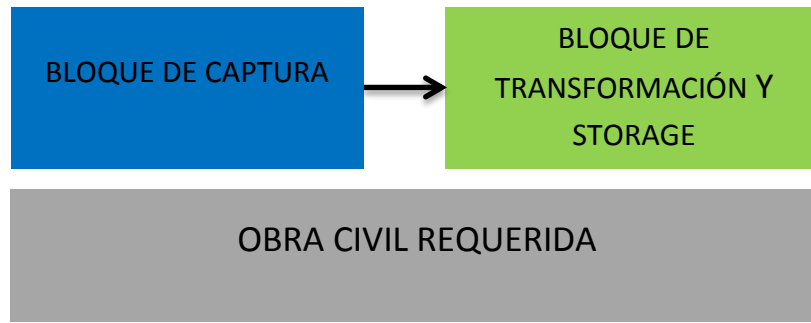 BLOQUE DE CAPTURA
BLOQUE DE
TRANSFORMACIÓN Y
STORAGE
OBRA CIVIL REQUERIDA